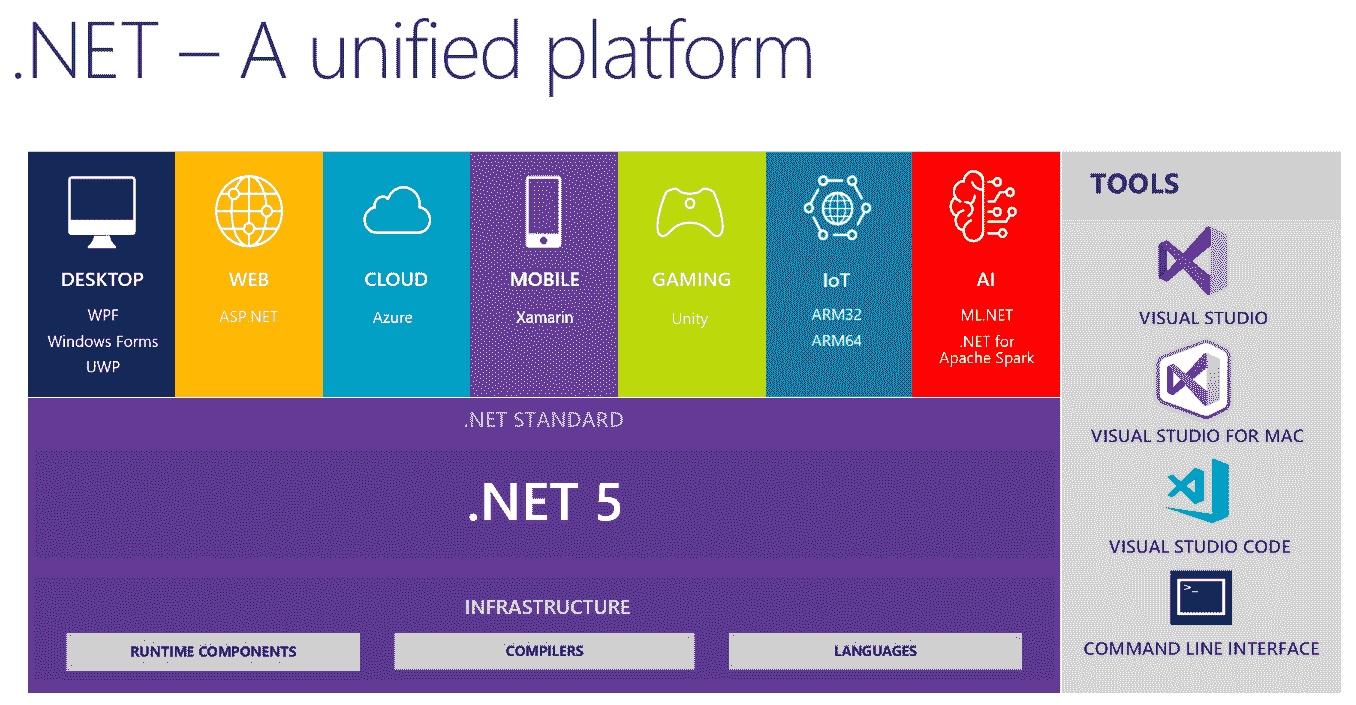 .NET – A unified platform
DESKTOP
WPF
Windows Forms
UWP
WEB
ASP.NET
CLOUD
Azure
MOBILE
Xamarin
GAMING
Unity
IoT
ARM32
ARM64
AI
ML.NET
.NET for
Apache Spark
.NET STANDARD
.NET 5
INFRASTRUCTURE
RUNTIME COMPONENTS
COMPILERS
LANGUAGES
TOOLS
VISUAL STUDIO
VISUAL STUDIO FOR MAC
VISUAL STUDIO CODE
>_
COMMAND LINE INTERFACE